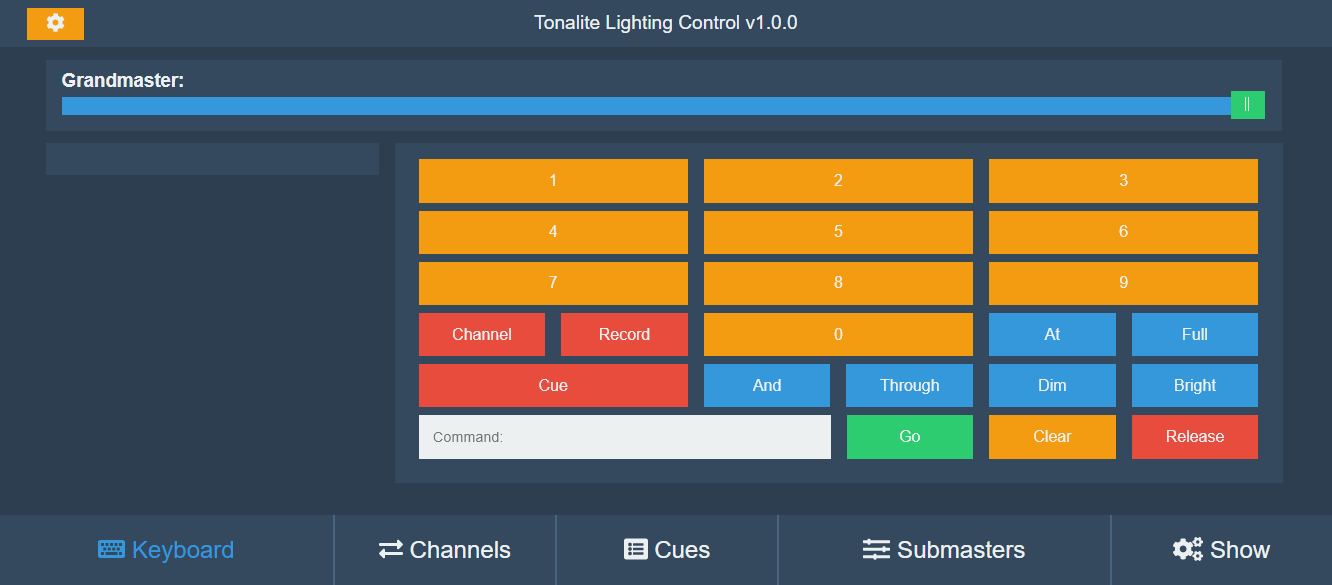 Tonalite Lighting Control v1.0.0
Grandmaster:
1 2 3
4 5 6
7 8 9
Channel Record 0 At Full
Cue And Through Dim Bright
Command: Go Clear Release
Keyboard Channels Cues Submasters Show